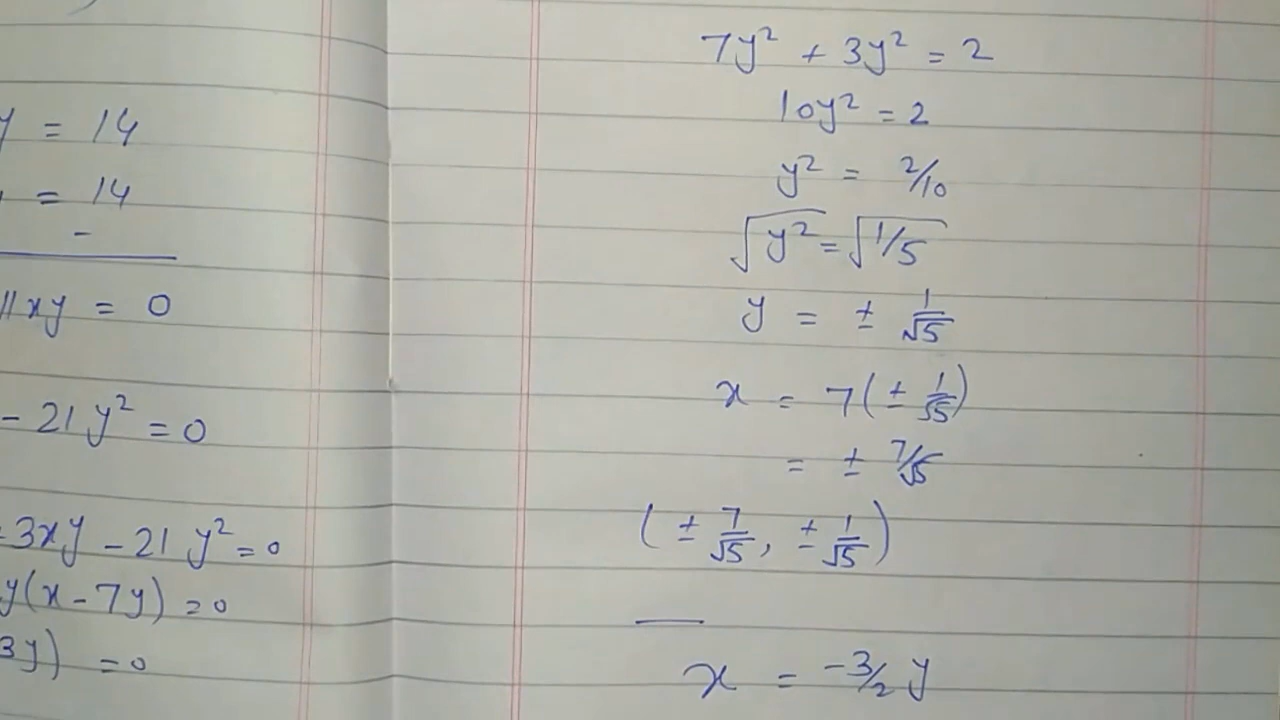 y = 14
= 14
-
11xy = 0
- 21y² = 0
3xy - 21y² = 0
y(x - 7y) = 0
3y) = 0
7y² + 3y² = 2
10y² = 2
y² = 2/10
√y² = √1/5
y = ± 1/√5
x = 7(± 1/√5)
= ± 7/√5
(± 7/√5, ± 1/√5)
x = -3/2 y